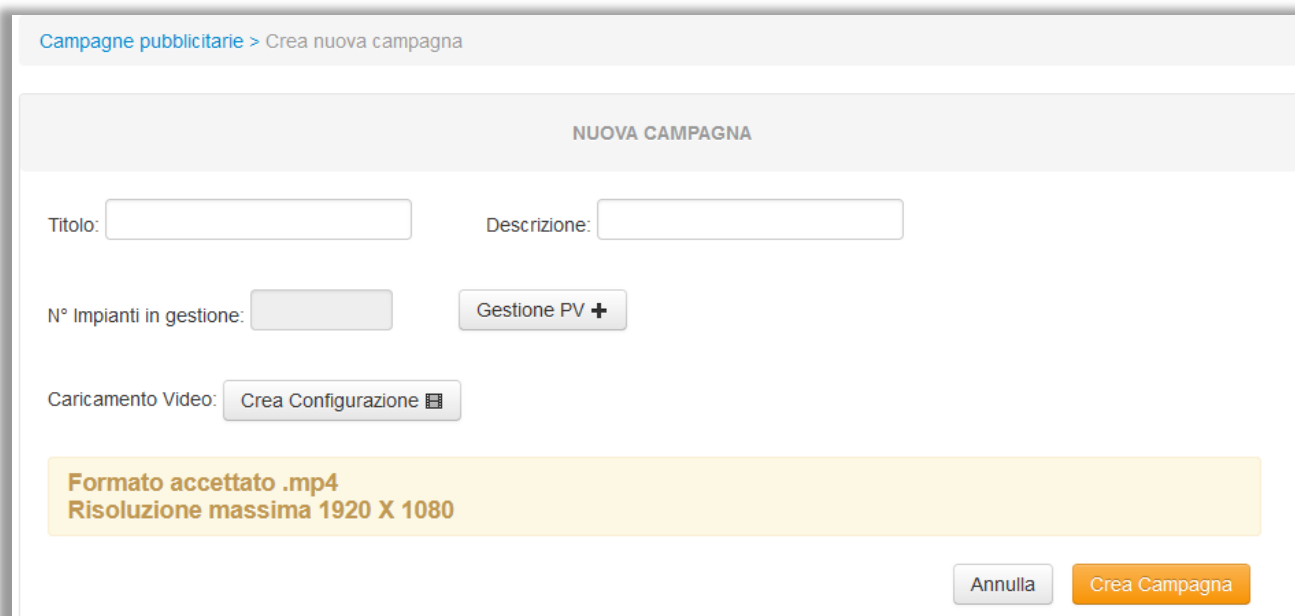 Campagne pubblicitarie > Crea nuova campagna
NUOVA CAMPAGNA
Titolo: Descrizione:
N° Impianti in gestione: Gestione PV
Caricamento Video: Crea Configurazione
Formato accettato .mp4
Risoluzione massima 1920 X 1080
Annulla Crea Campagna